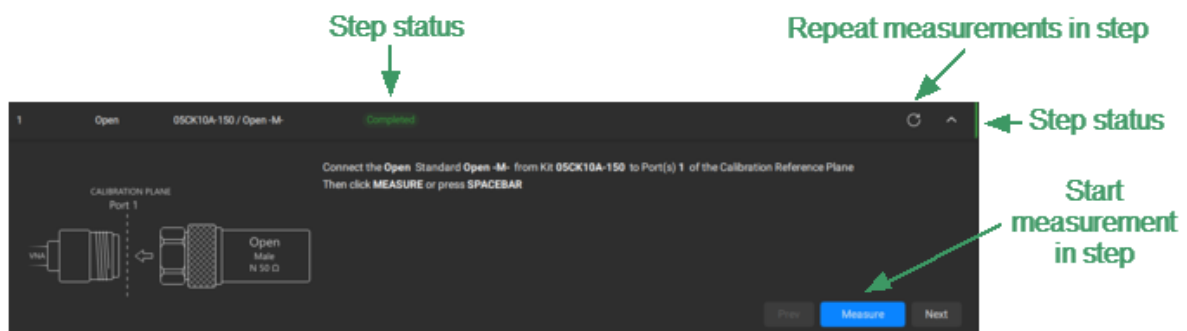 Step status
Repeat measurements in step
1 Open 05CK10A-150 / Open -M- Completed
Step status
Connect the Open Standard Open -M- from Kit 05CK10A-150 to Port(s) 1 of the Calibration Reference Plane
Then click MEASURE or press SPACEBAR
CALIBRATION PLANE
Port 1
VNA
Open
Male
N 50 Ω
Start
measurement
in step
Prev Measure Next